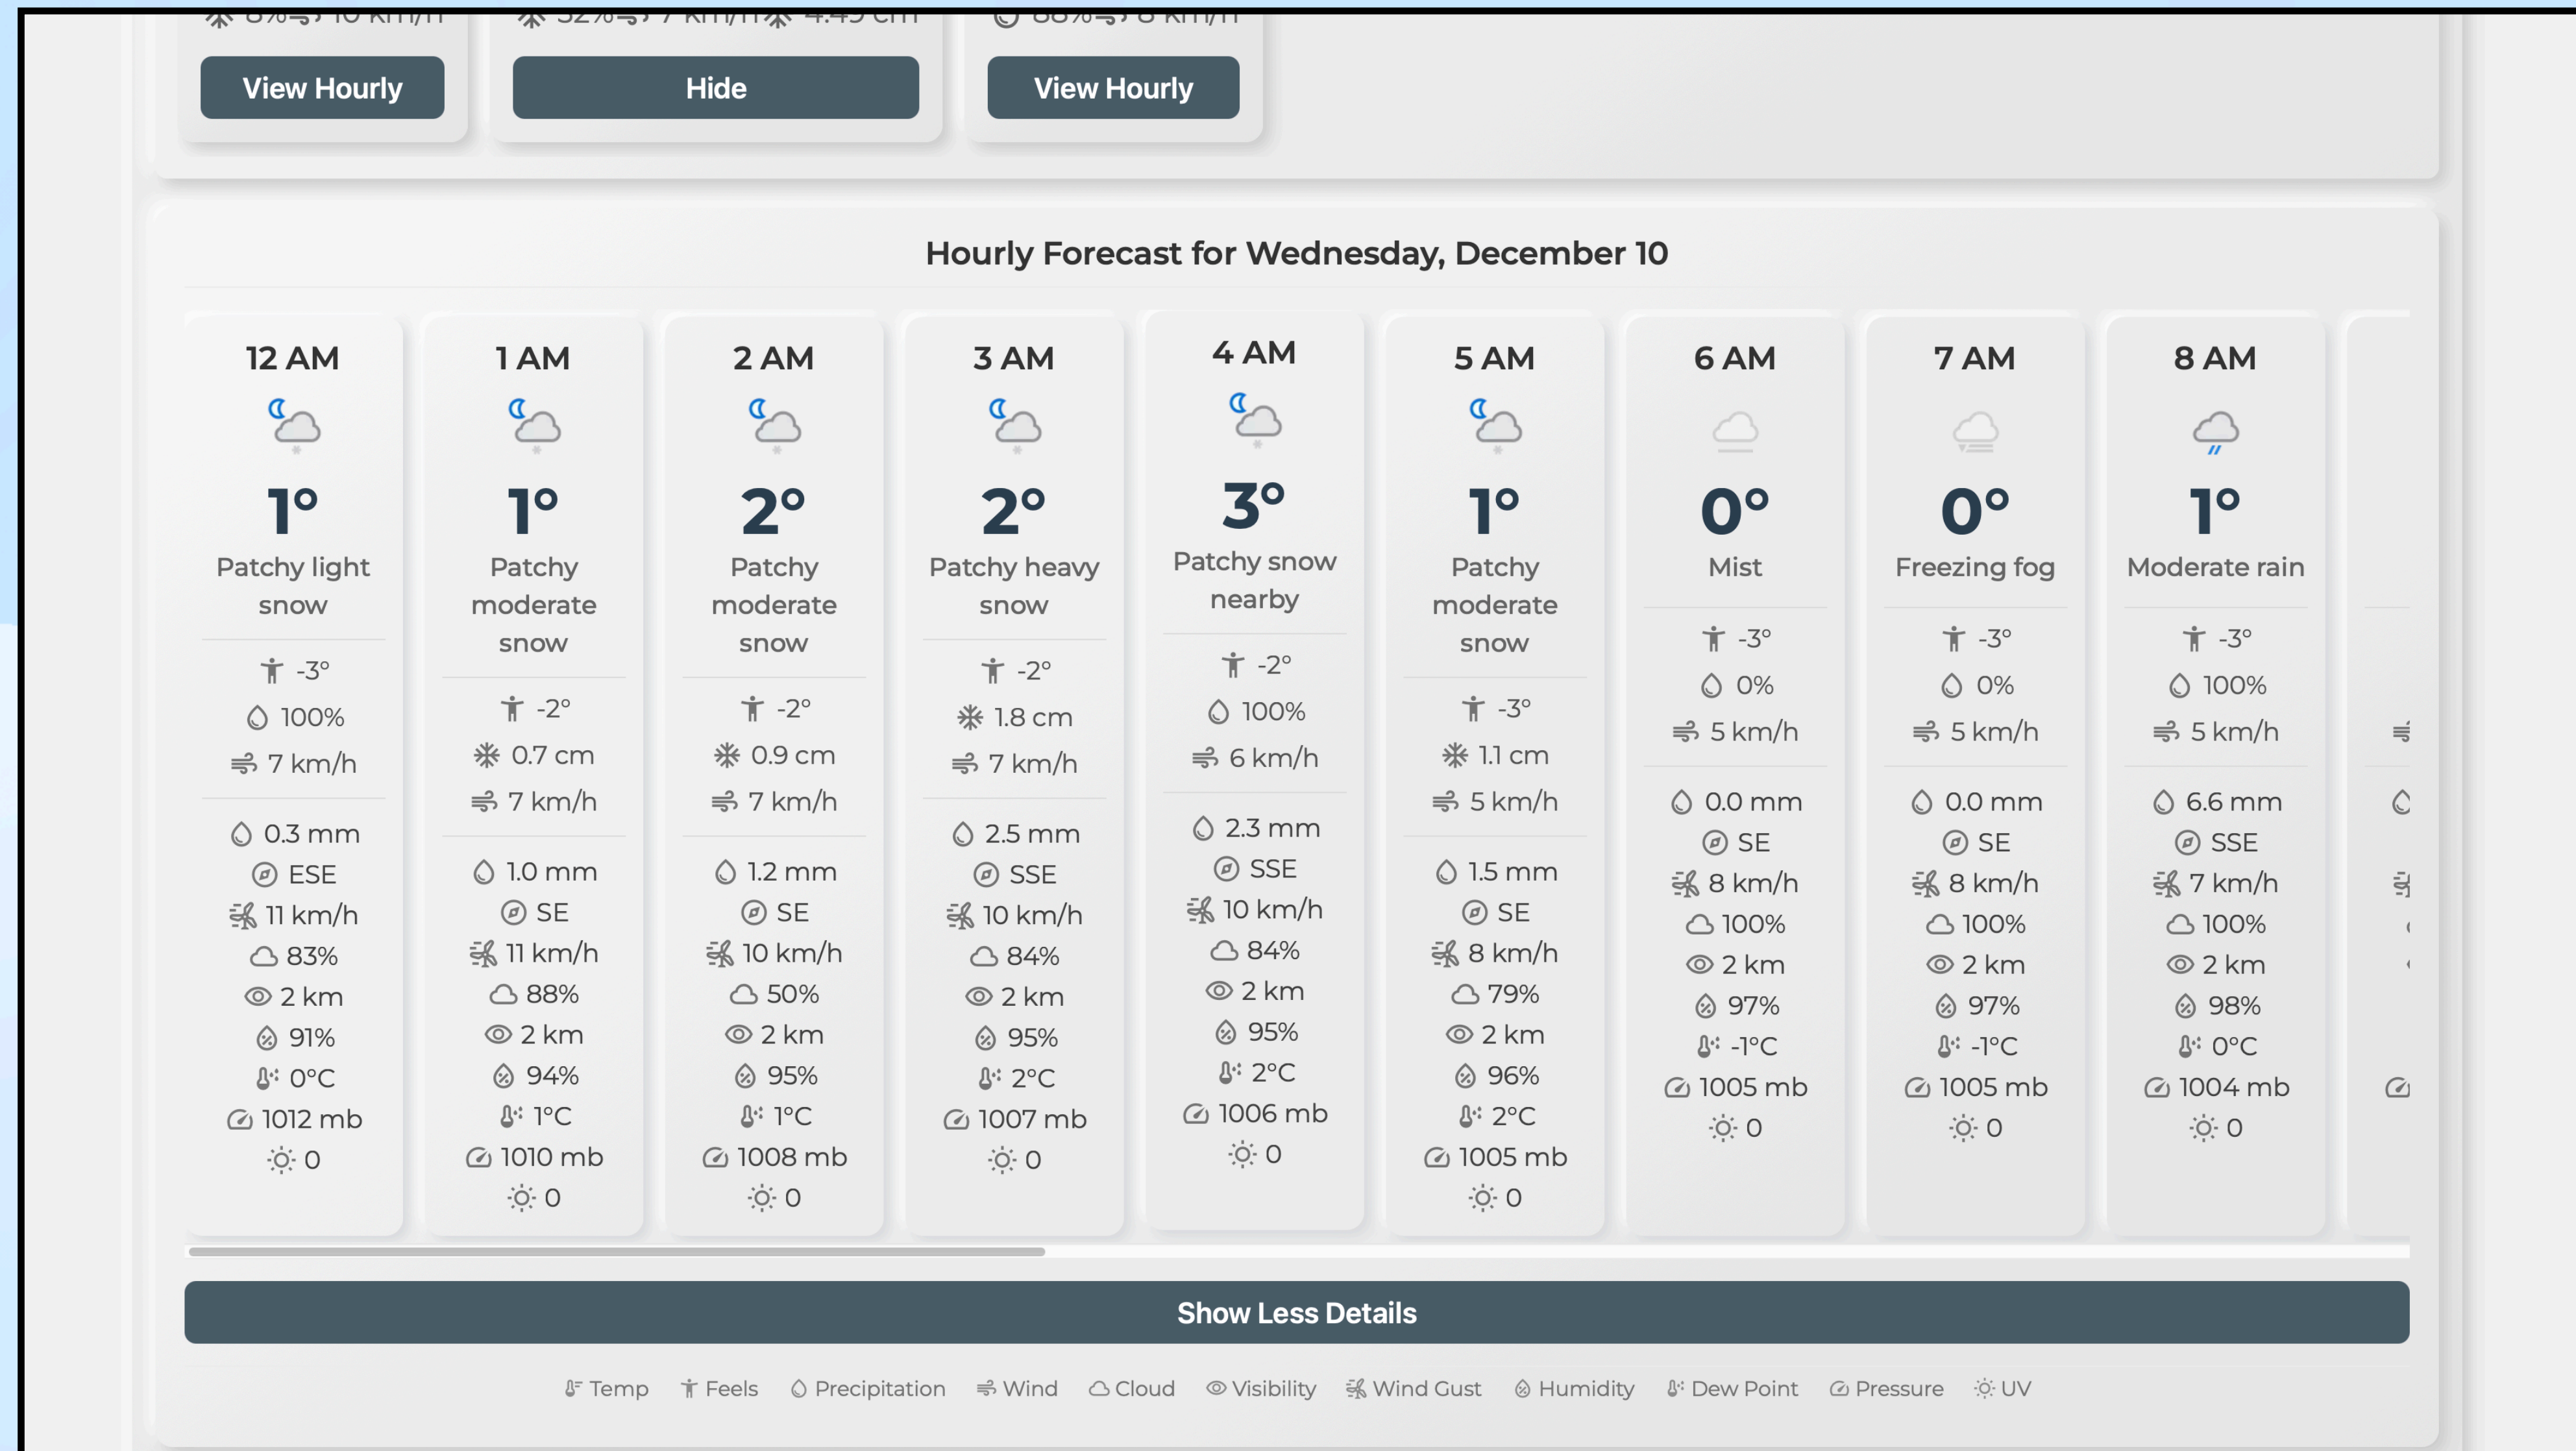 8% 10 km/h 32% 7 km/h 4.49 cm 88% 8 km/h
View Hourly Hide View Hourly
Hourly Forecast for Wednesday, December 10
12 AM
1°
Patchy light
snow
-3°
100%
7 km/h
0.3 mm
ESE
11 km/h
83%
2 km
91%
0°C
1012 mb
0
1 AM
1°
Patchy
moderate
snow
-2°
0.7 cm
7 km/h
1.0 mm
SE
11 km/h
88%
2 km
94%
1°C
1010 mb
0
2 AM
2°
Patchy
moderate
snow
-2°
0.9 cm
7 km/h
1.2 mm
SE
10 km/h
50%
2 km
95%
1°C
1008 mb
0
3 AM
2°
Patchy heavy
snow
-2°
1.8 cm
7 km/h
2.5 mm
SSE
10 km/h
84%
2 km
95%
2°C
1007 mb
0
4 AM
3°
Patchy snow
nearby
-2°
100%
6 km/h
2.3 mm
SSE
10 km/h
84%
2 km
95%
2°C
1006 mb
0
5 AM
1°
Patchy
moderate
snow
-3°
1.1 cm
5 km/h
1.5 mm
SE
8 km/h
79%
2 km
96%
2°C
1005 mb
0
6 AM
0°
Mist
-3°
0%
5 km/h
0.0 mm
SE
8 km/h
100%
2 km
97%
-1°C
1005 mb
0
7 AM
0°
Freezing fog
-3°
0%
5 km/h
0.0 mm
SE
8 km/h
100%
2 km
97%
-1°C
1005 mb
0
8 AM
1°
Moderate rain
-3°
100%
5 km/h
6.6 mm
SSE
7 km/h
100%
2 km
98%
0°C
1004 mb
0
Show Less Details
Temp Feels Precipitation Wind Cloud Visibility Wind Gust Humidity Dew Point Pressure UV